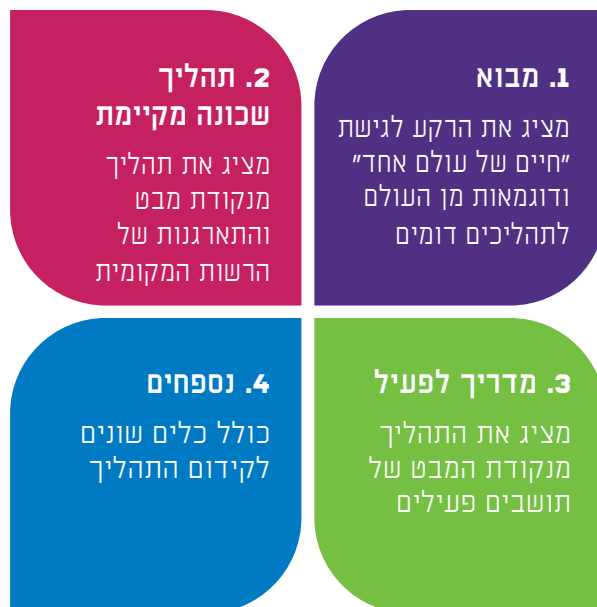 1. מבוא
מציג את הרקע לגישת
"חיים של עולם אחד"
ודוגמאות מן העולם
לתהליכים דומים
2. תהליך
שכונה מקיימת
מציג את תהליך
מנקודת מבט
והתארגנות של
הרשות המקומית
3. מדריך לפעיל
מציג את התהליך
מנקודת המבט של
תושבים פעילים
4. נספחים
כולל כלים שונים
לקידום התהליך